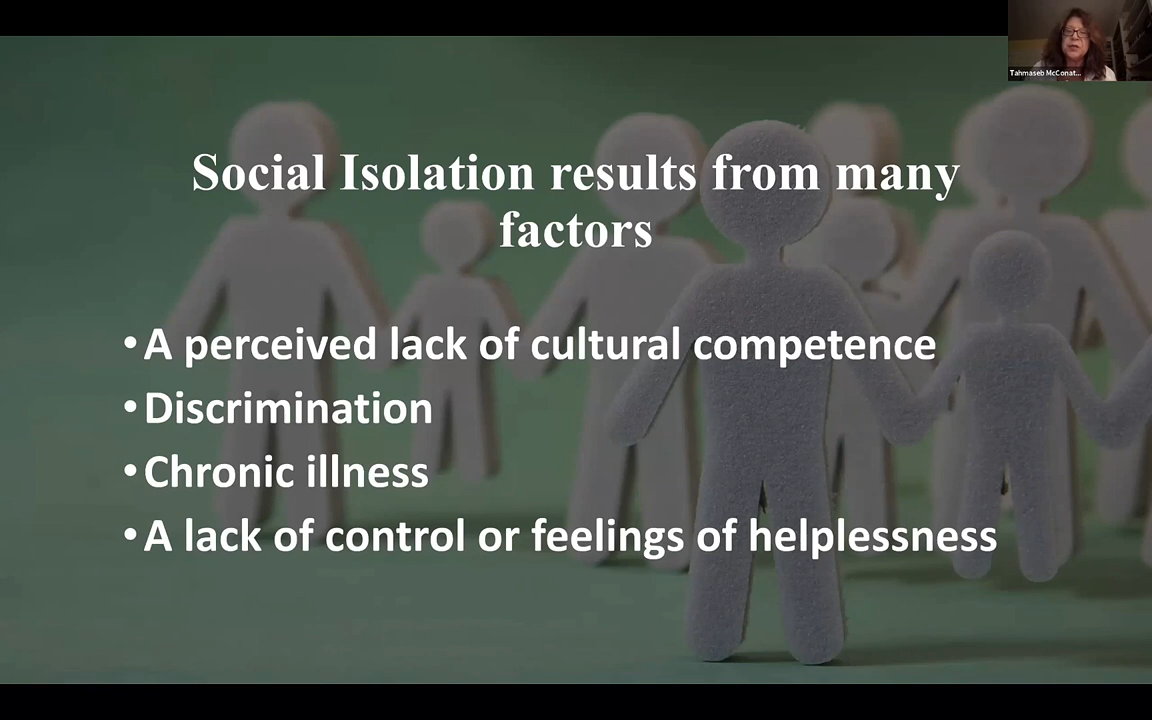 Tahmaseb McConat...
Social Isolation results from many
factors
• A perceived lack of cultural competence
• Discrimination
• Chronic illness
• A lack of control or feelings of helplessness